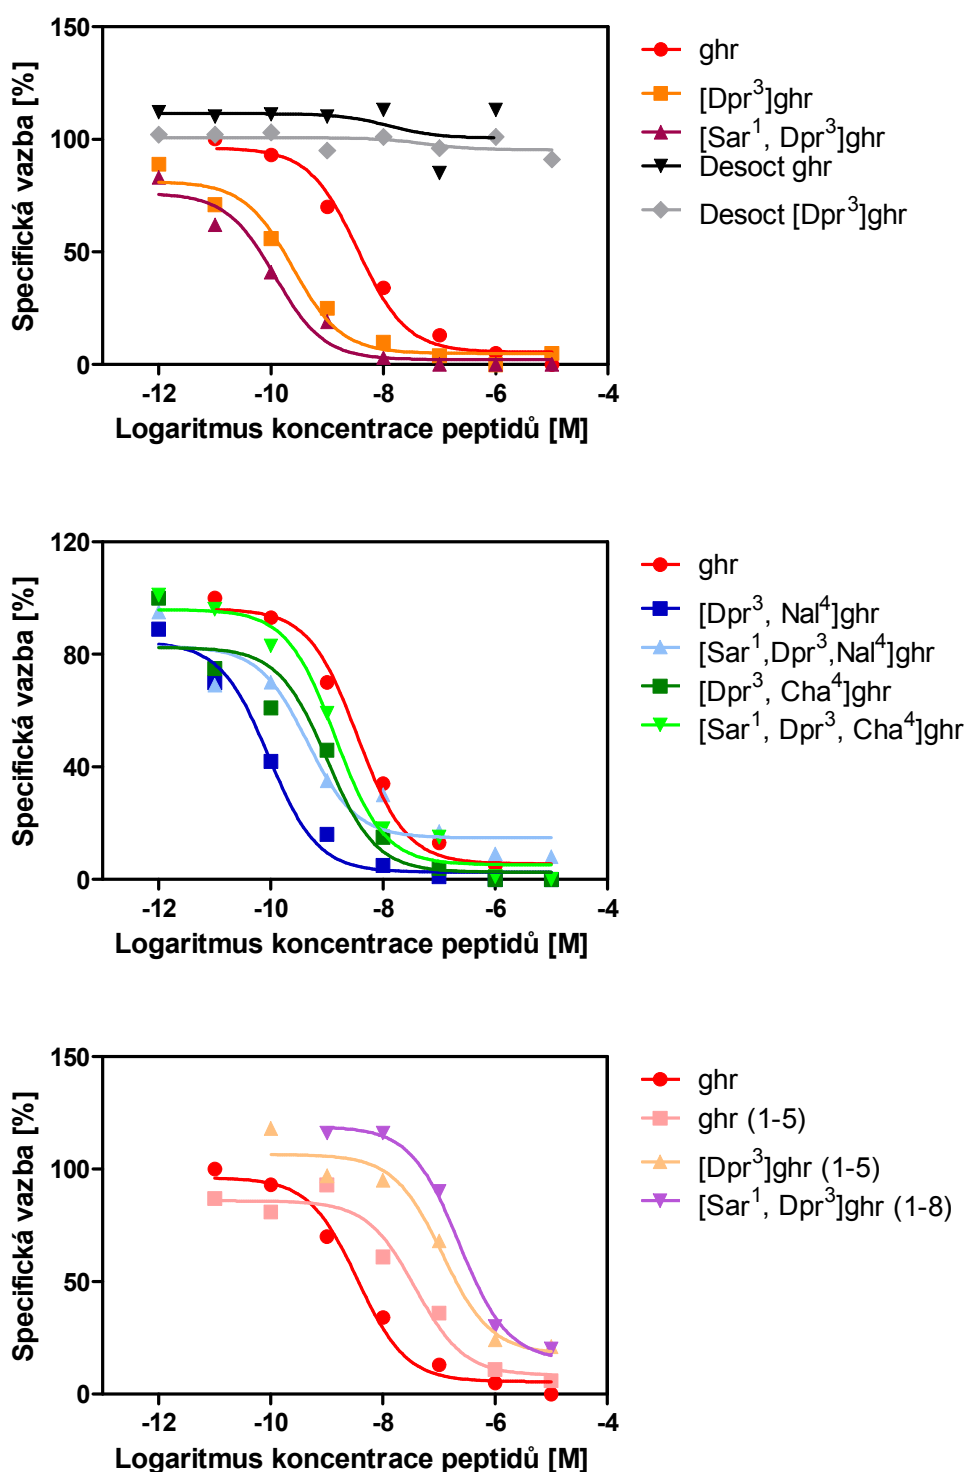 150
100
50
0
Specifická vazba [%]
-12 -10 -8 -6 -4
Logaritmus koncentrace peptidů [M]
ghr
[Dpr³]ghr
[Sar¹, Dpr³]ghr
Desoct ghr
Desoct [Dpr³]ghr
120
80
40
0
Specifická vazba [%]
-12 -10 -8 -6 -4
Logaritmus koncentrace peptidů [M]
ghr
[Dpr³, Nal⁴]ghr
[Sar¹,Dpr³,Nal⁴]ghr
[Dpr³, Cha⁴]ghr
[Sar¹, Dpr³, Cha⁴]ghr
150
100
50
0
Specifická vazba [%]
-12 -10 -8 -6 -4
Logaritmus koncentrace peptidů [M]
ghr
ghr (1-5)
[Dpr³]ghr (1-5)
[Sar¹, Dpr³]ghr (1-8)